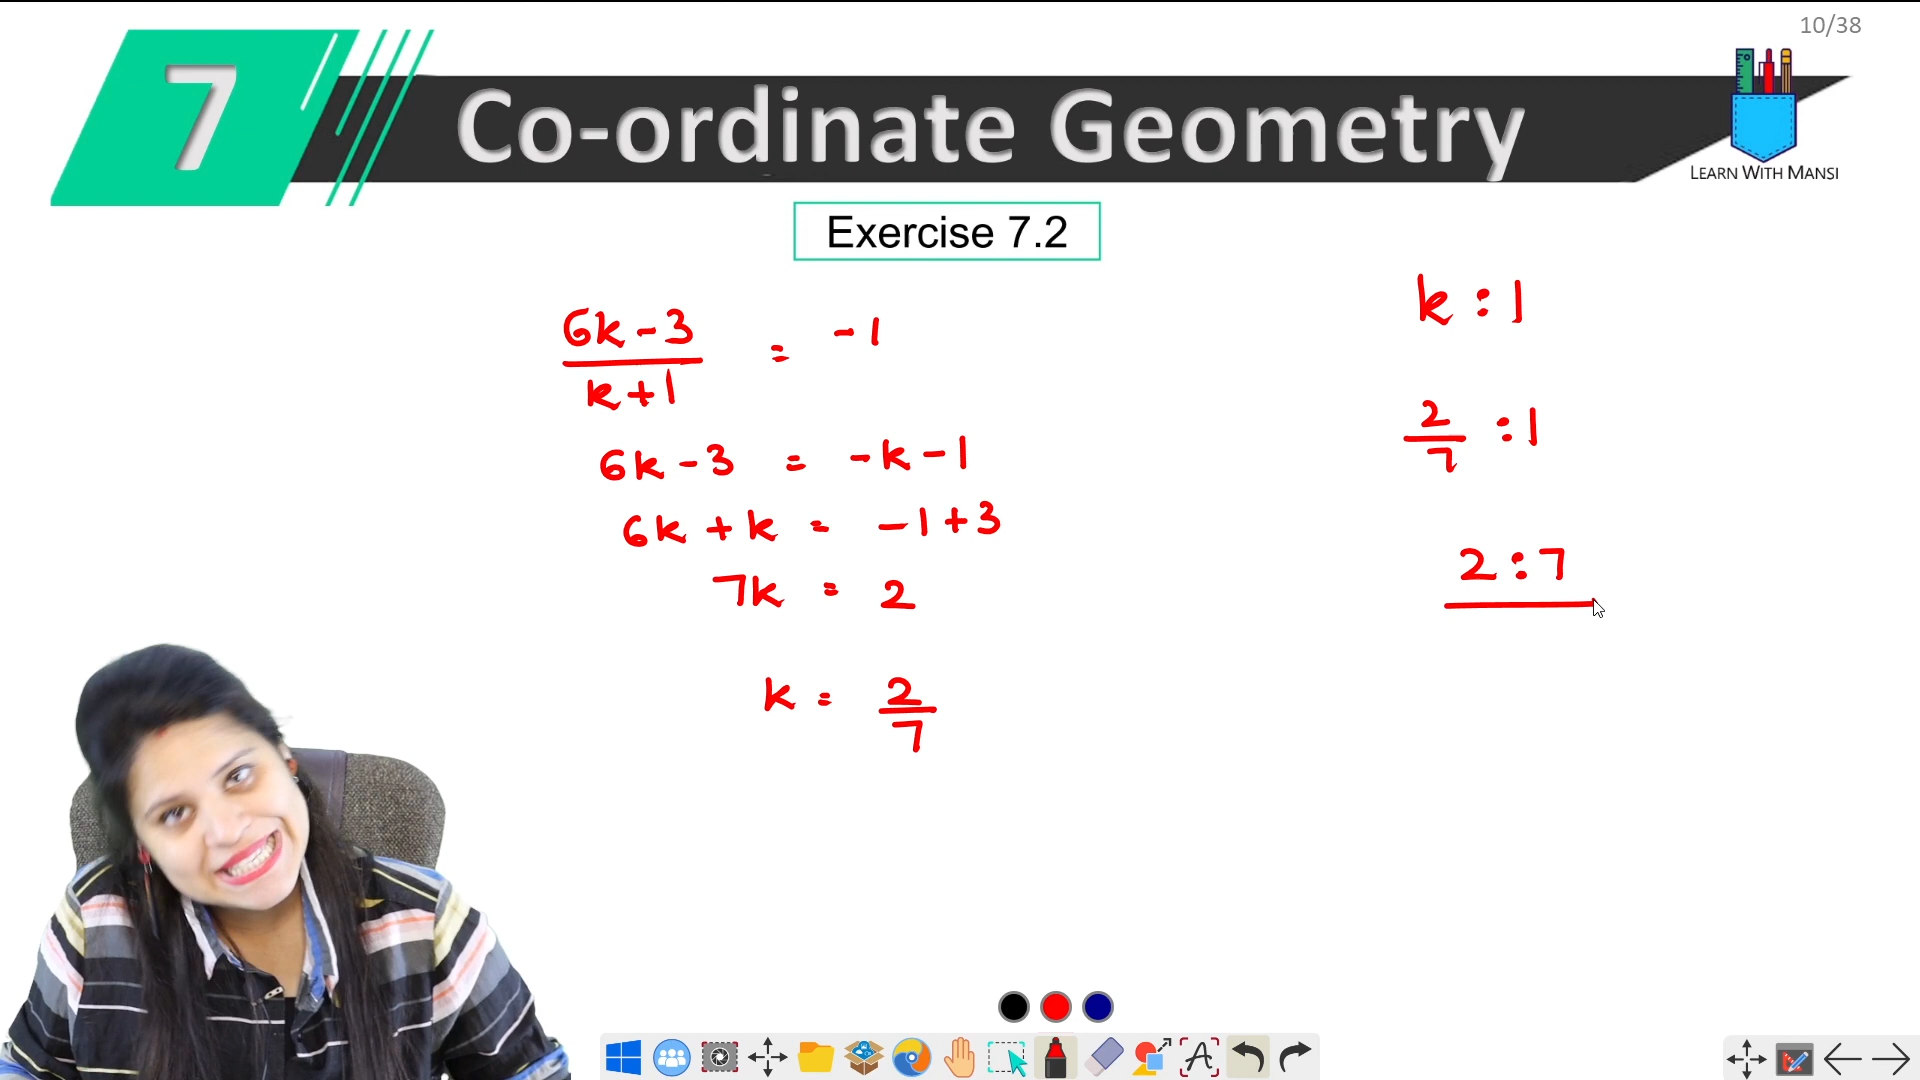 10/38
7
Co-ordinate Geometry
LEARN WITH MANSI
Exercise 7.2
6k-3
k+1
= -1
6k-3 = -k-1
6k+k = -1+3
7k = 2
k = 2/7
k : 1
2/7 : 1
2 : 7